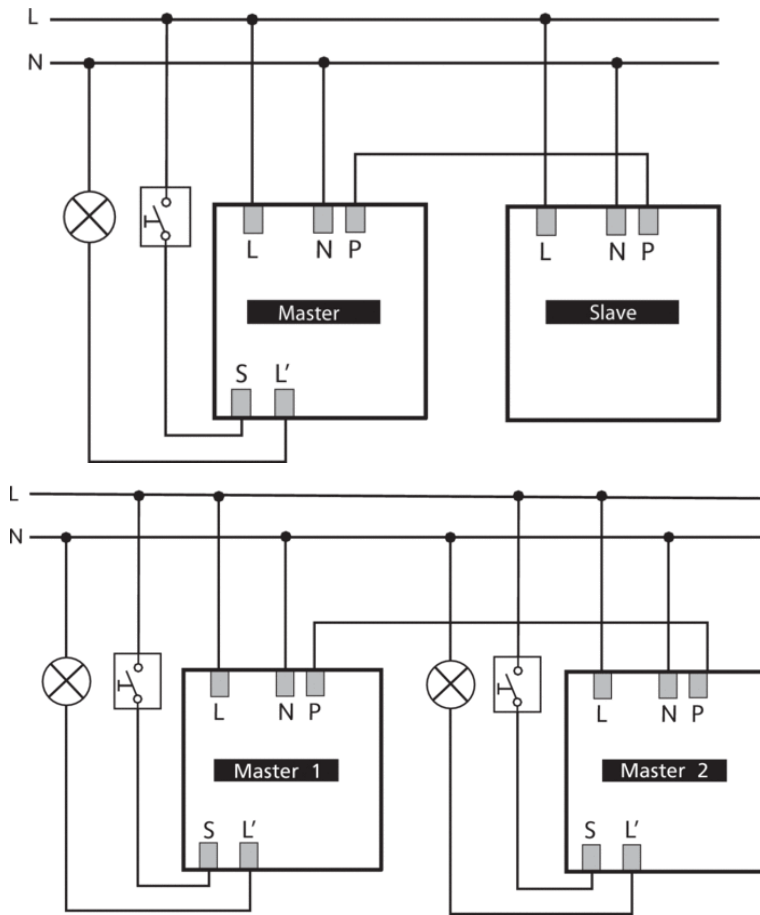 L
N
L N P L N P
Master Slave
S L′
L
N
L N P L N P
Master 1 Master 2
S L′ S L′